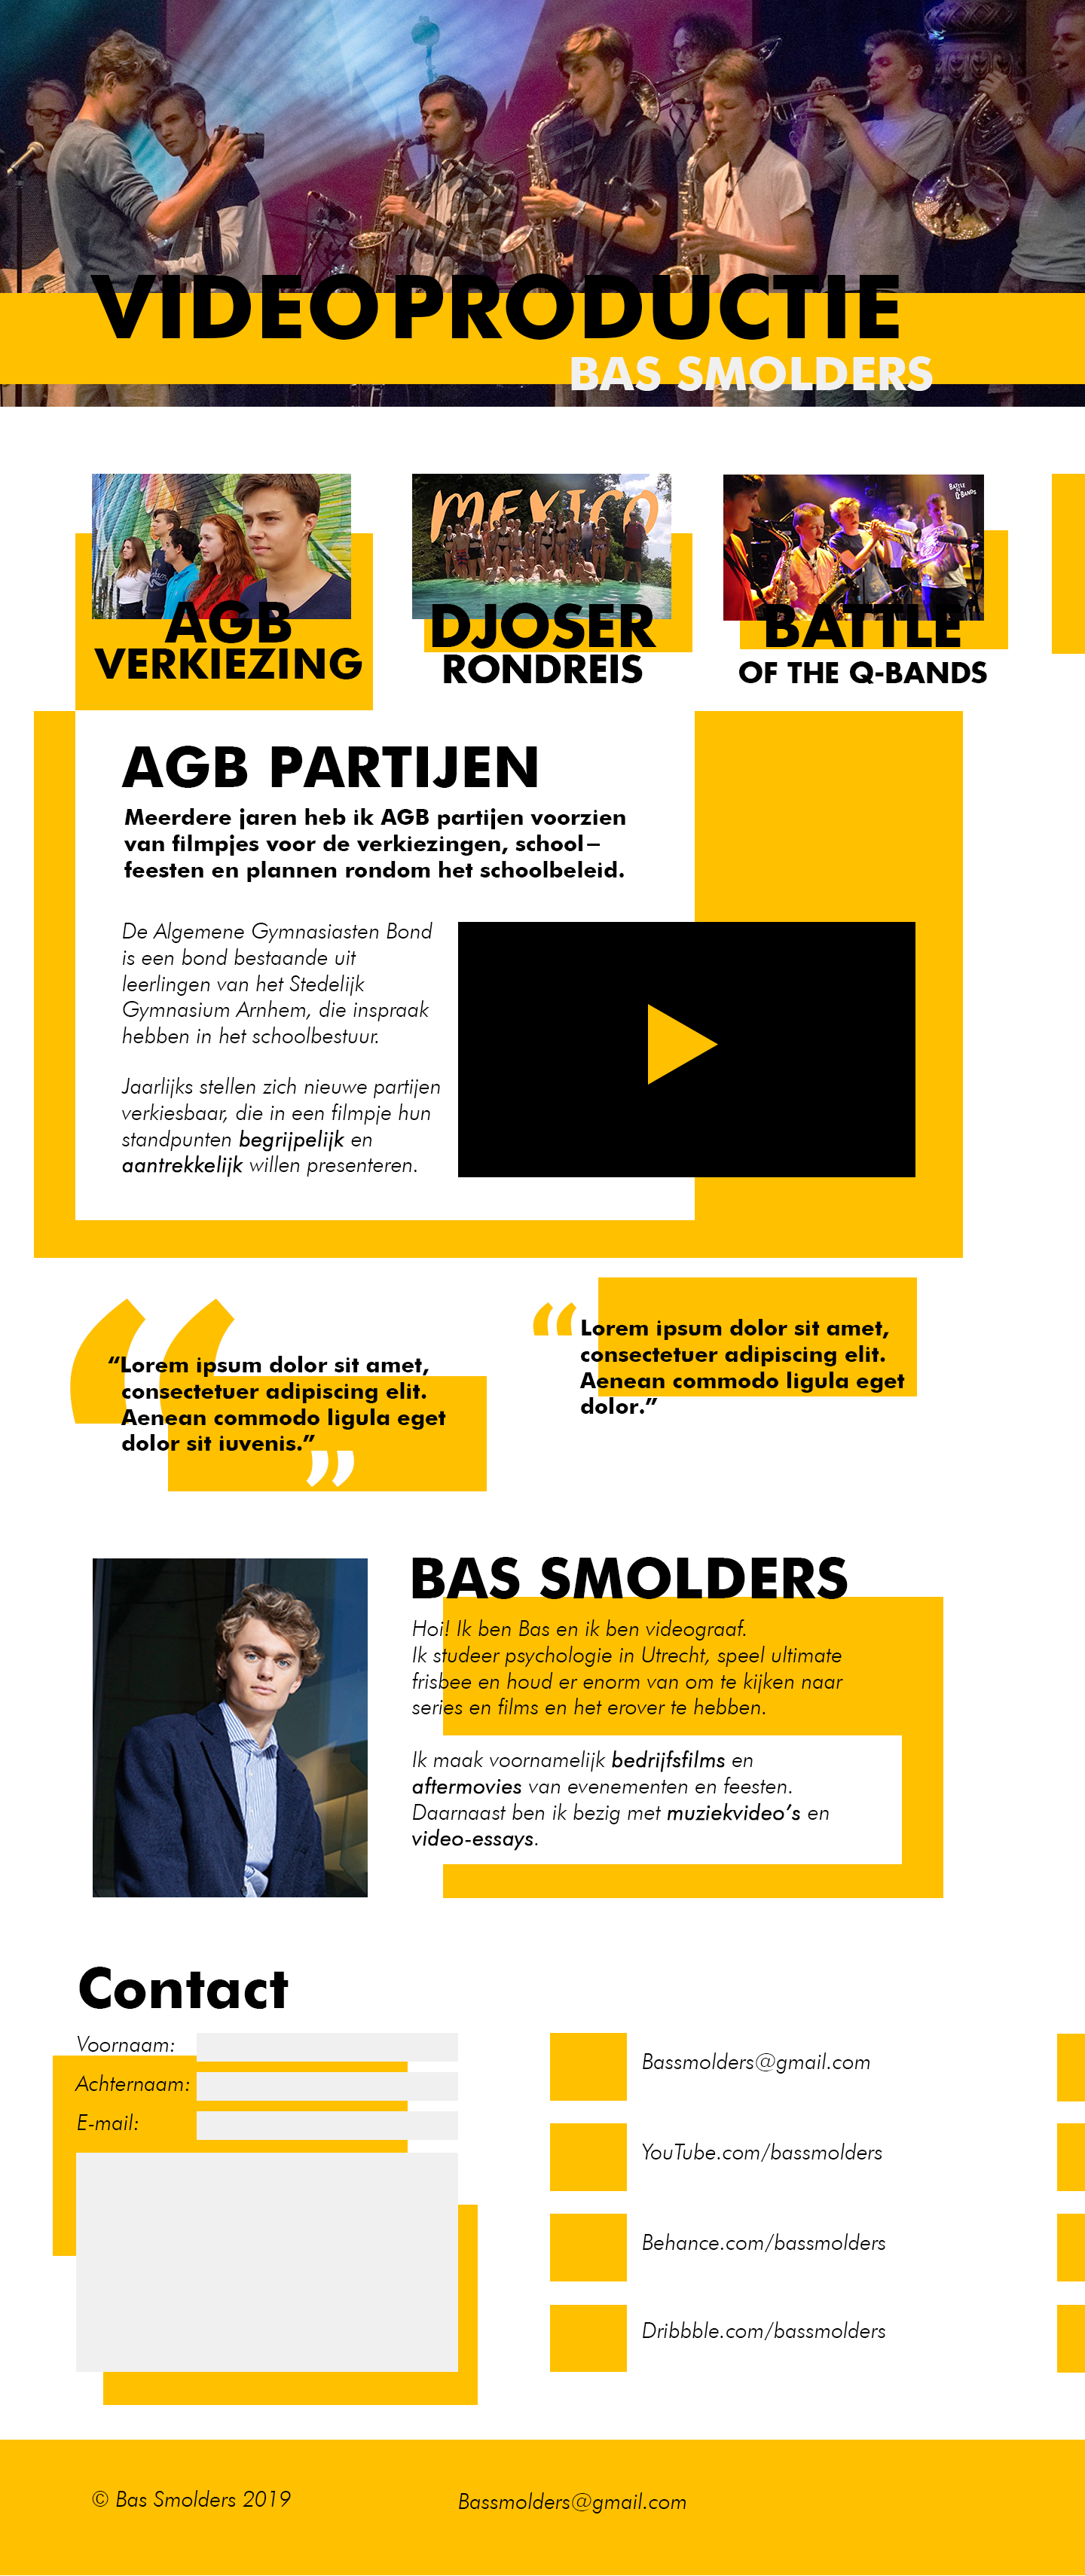 VIDEOPRODUCTIE
BAS SMOLDERS
MEXICO
BATTLE
Q-BANDS
AGB
VERKIEZING
DJOSER
RONDREIS
BATTLE
OF THE Q-BANDS
AGB PARTIJEN
Meerdere jaren heb ik AGB partijen voorzien
van filmpjes voor de verkiezingen, school–
feesten en plannen rondom het schoolbeleid.
De Algemene Gymnasiasten Bond
is een bond bestaande uit
leerlingen van het Stedelijk
Gymnasium Arnhem, die inspraak
hebben in het schoolbestuur.
Jaarlijks stellen zich nieuwe partijen
verkiesbaar, die in een filmpje hun
standpunten begrijpelijk en
aantrekkelijk willen presenteren.
“Lorem ipsum dolor sit amet,
consectetuer adipiscing elit.
Aenean commodo ligula eget
dolor sit iuvenis.”
“Lorem ipsum dolor sit amet,
consectetuer adipiscing elit.
Aenean commodo ligula eget
dolor.”
BAS SMOLDERS
Hoi! Ik ben Bas en ik ben videograaf.
Ik studeer psychologie in Utrecht, speel ultimate
frisbee en houd er enorm van om te kijken naar
series en films en het erover te hebben.
Ik maak voornamelijk bedrijfsfilms en
aftermovies van evenementen en feesten.
Daarnaast ben ik bezig met muziekvideo’s en
video-essays.
Contact
Voornaam:
Achternaam:
E-mail:
Bassmolders@gmail.com
YouTube.com/bassmolders
Behance.com/bassmolders
Dribbble.com/bassmolders
© Bas Smolders 2019
Bassmolders@gmail.com